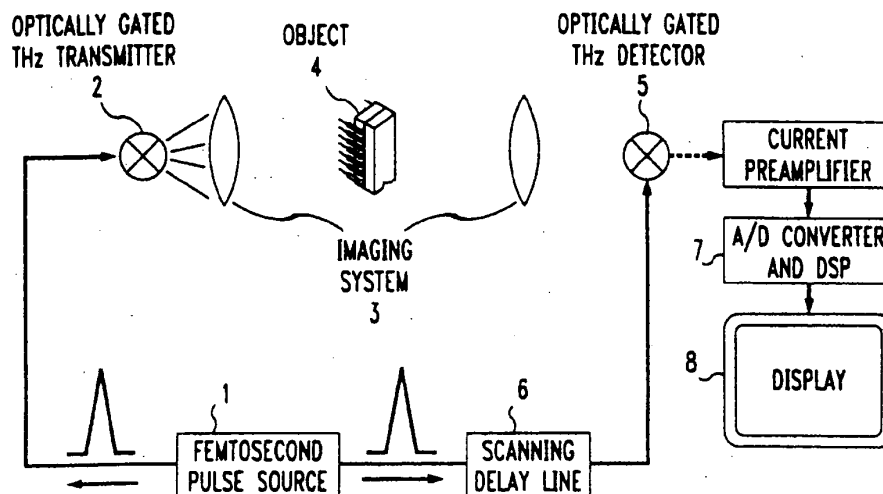 OPTICALLY GATED
THz TRANSMITTER
2
OBJECT
4
OPTICALLY GATED
THz DETECTOR
5
CURRENT
PREAMPLIFIER
IMAGING
SYSTEM
3
7
A/D CONVERTER
AND DSP
8
DISPLAY
1
FEMTOSECOND
PULSE SOURCE
6
SCANNING
DELAY LINE